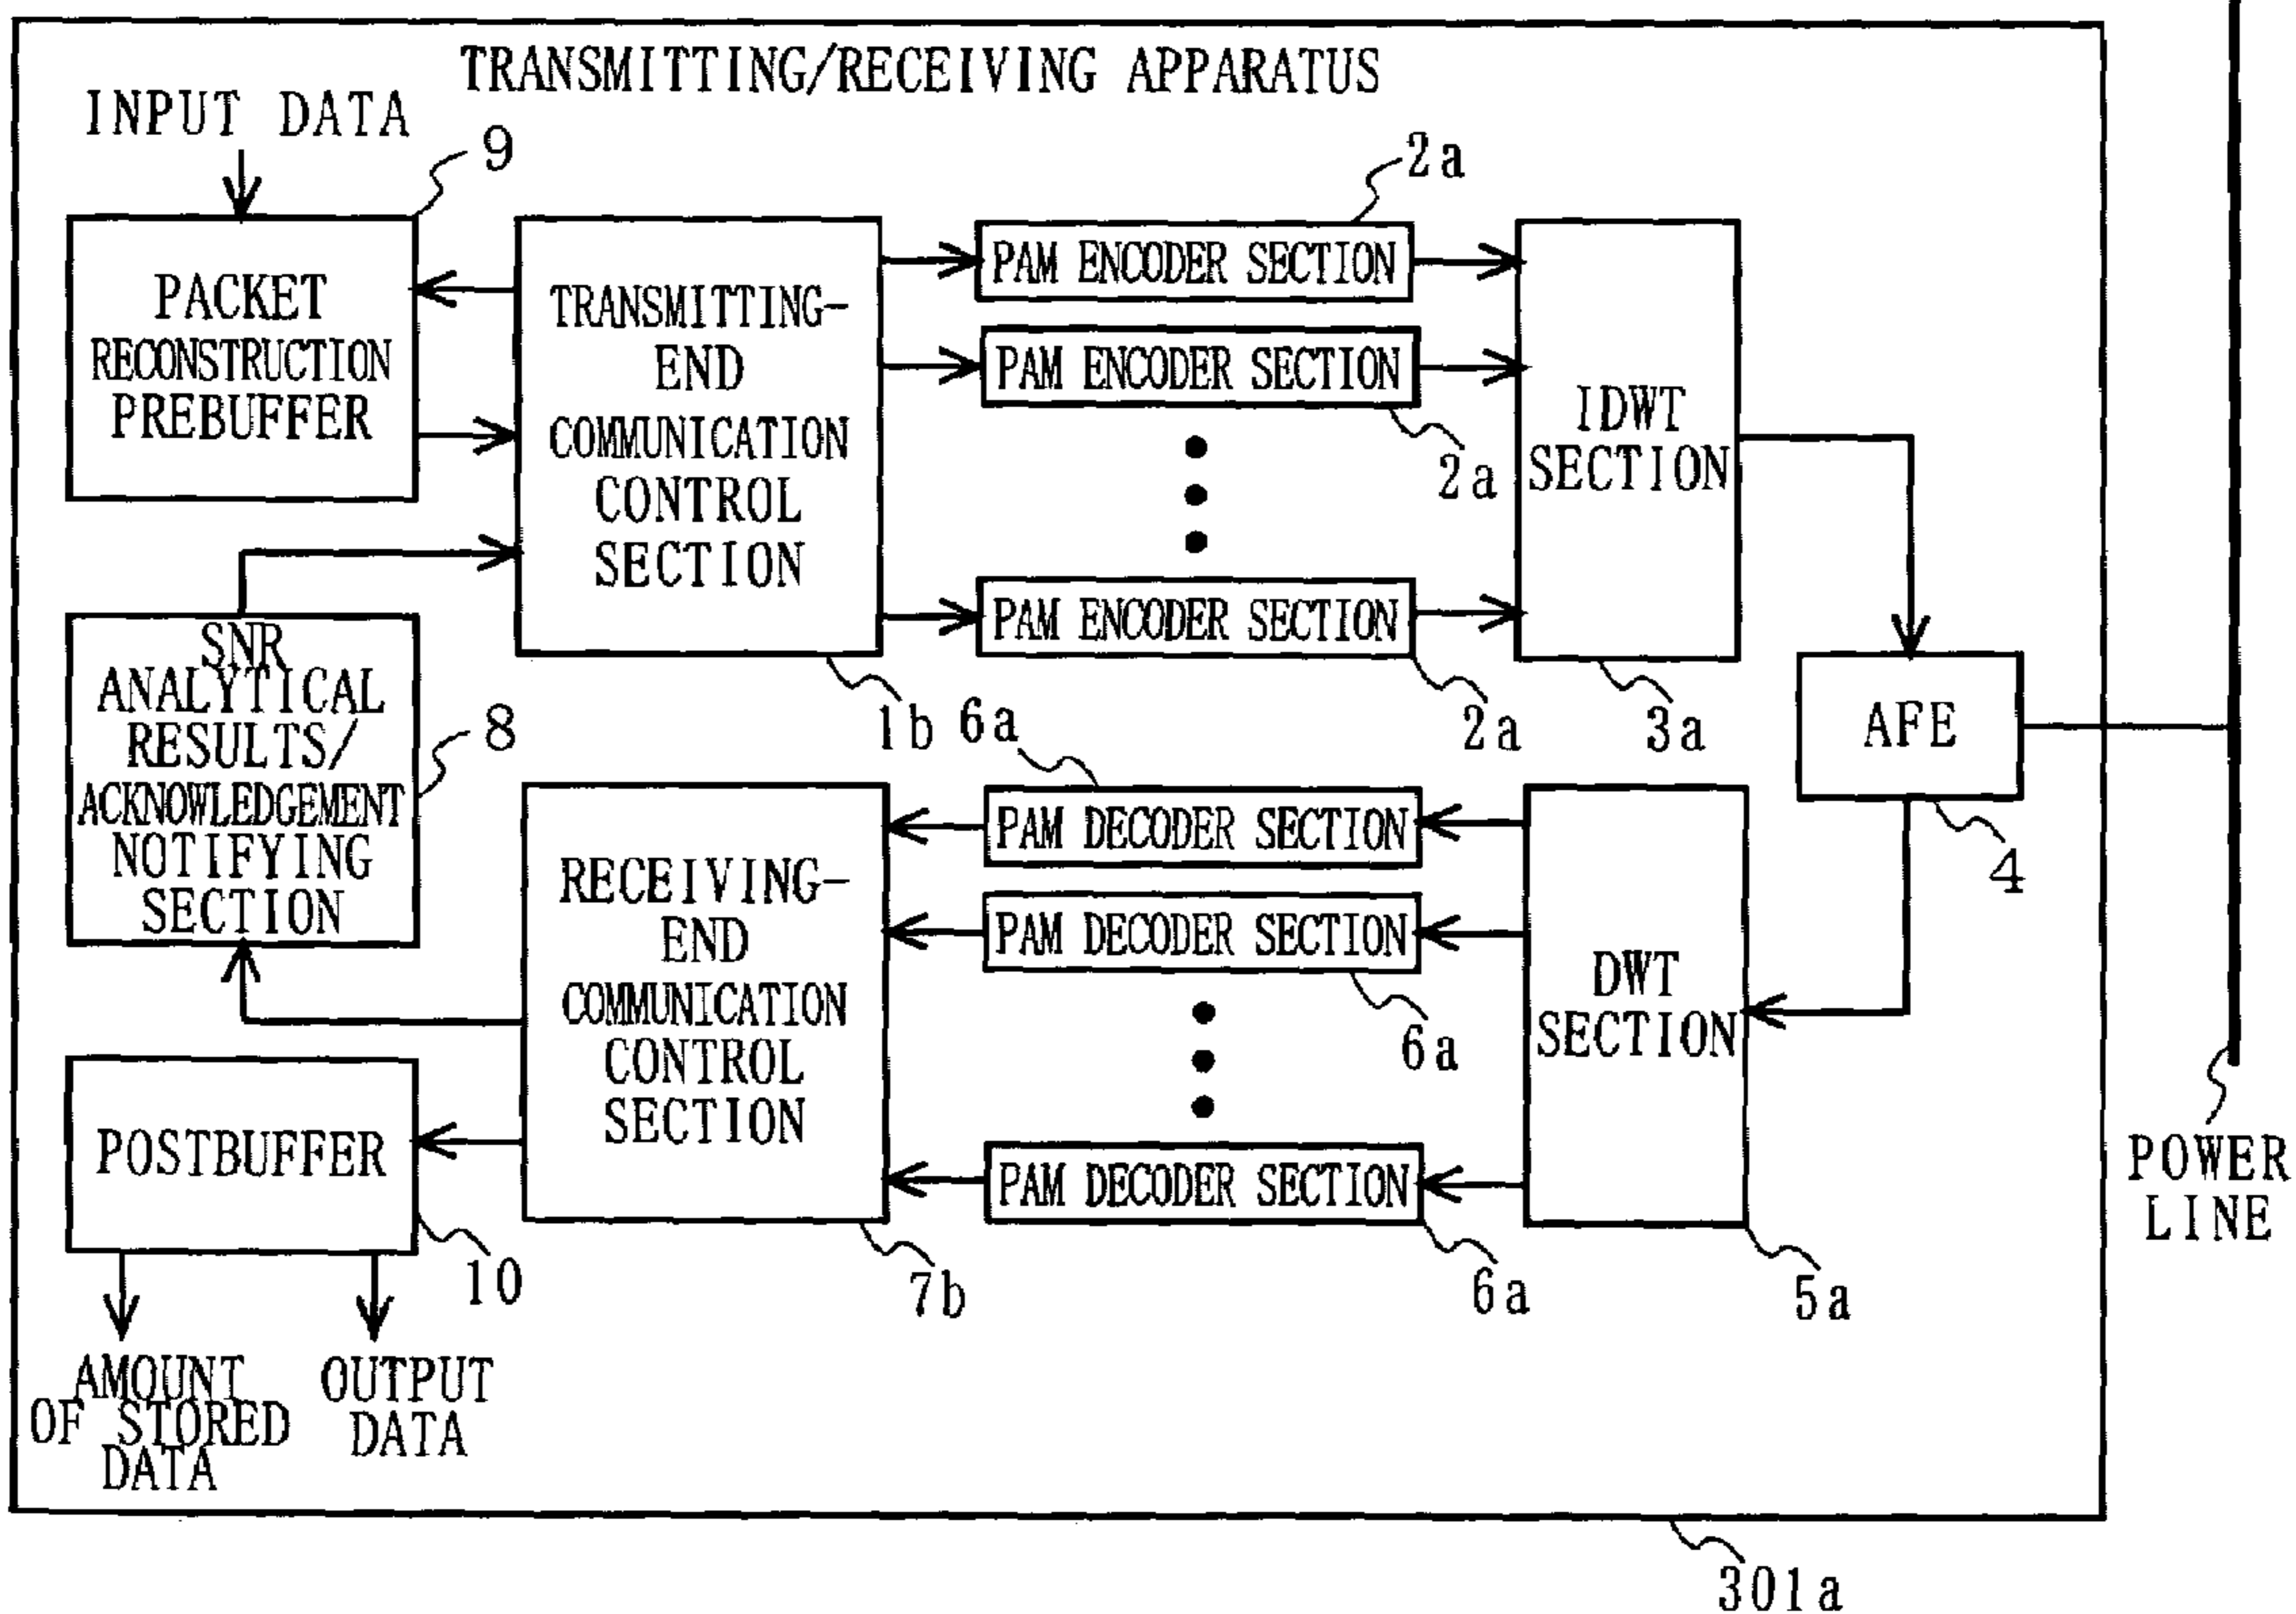 TRANSMITTING/RECEIVING APPARATUS
INPUT DATA
9
PACKET
RECONSTRUCTION
PREBUFFER
TRANSMITTING-
END
COMMUNICATION
CONTROL
SECTION
1b
2a
PAM ENCODER SECTION
PAM ENCODER SECTION
2a
PAM ENCODER SECTION
2a
IDWT
SECTION
3a
AFE
4
SNR
ANALYTICAL
RESULTS/
ACKNOWLEDGEMENT
NOTIFYING
SECTION
8
RECEIVING-
END
COMMUNICATION
CONTROL
SECTION
7b
6a
PAM DECODER SECTION
PAM DECODER SECTION
6a
PAM DECODER SECTION
6a
DWT
SECTION
5a
POWER
LINE
POSTBUFFER
10
AMOUNT
OF STORED
DATA
OUTPUT
DATA
301a